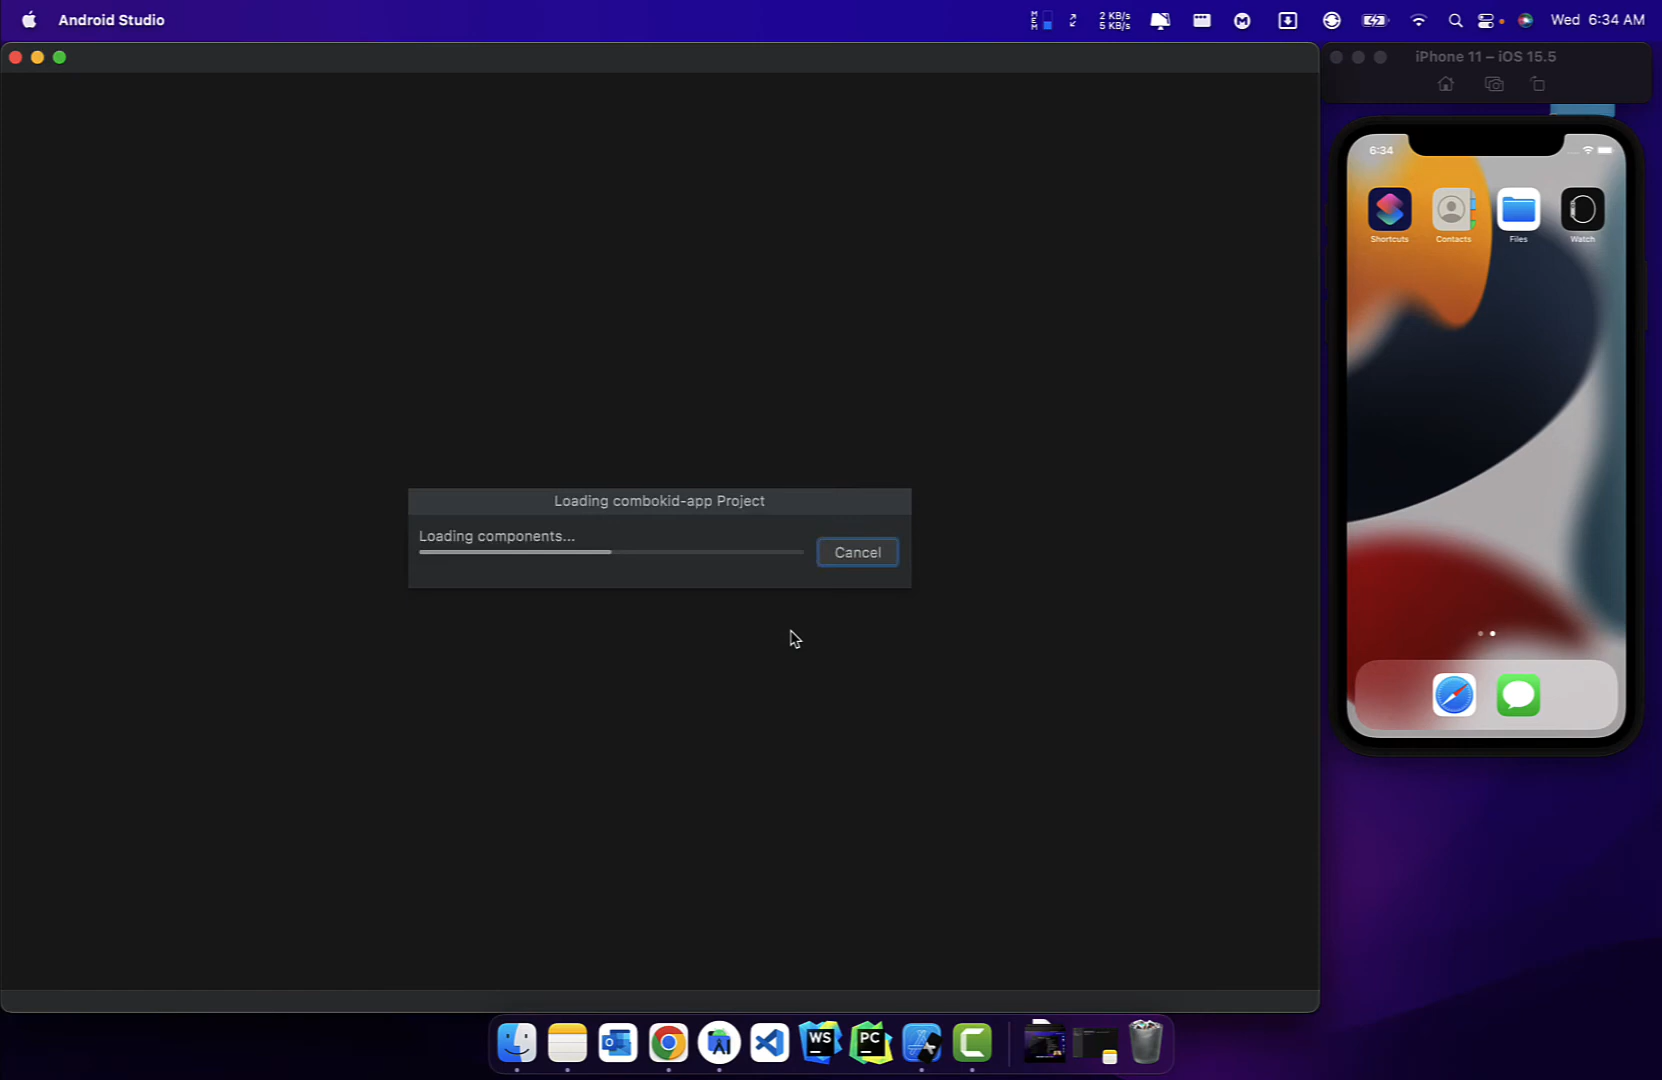 Android Studio
MEM
2 KB/s
5 KB/s
Wed 6:34 AM
iPhone 11 – iOS 15.5
6:34
Shortcuts
Contacts
Files
Watch
Loading combokid-app Project
Loading components...
Cancel
WS
PC